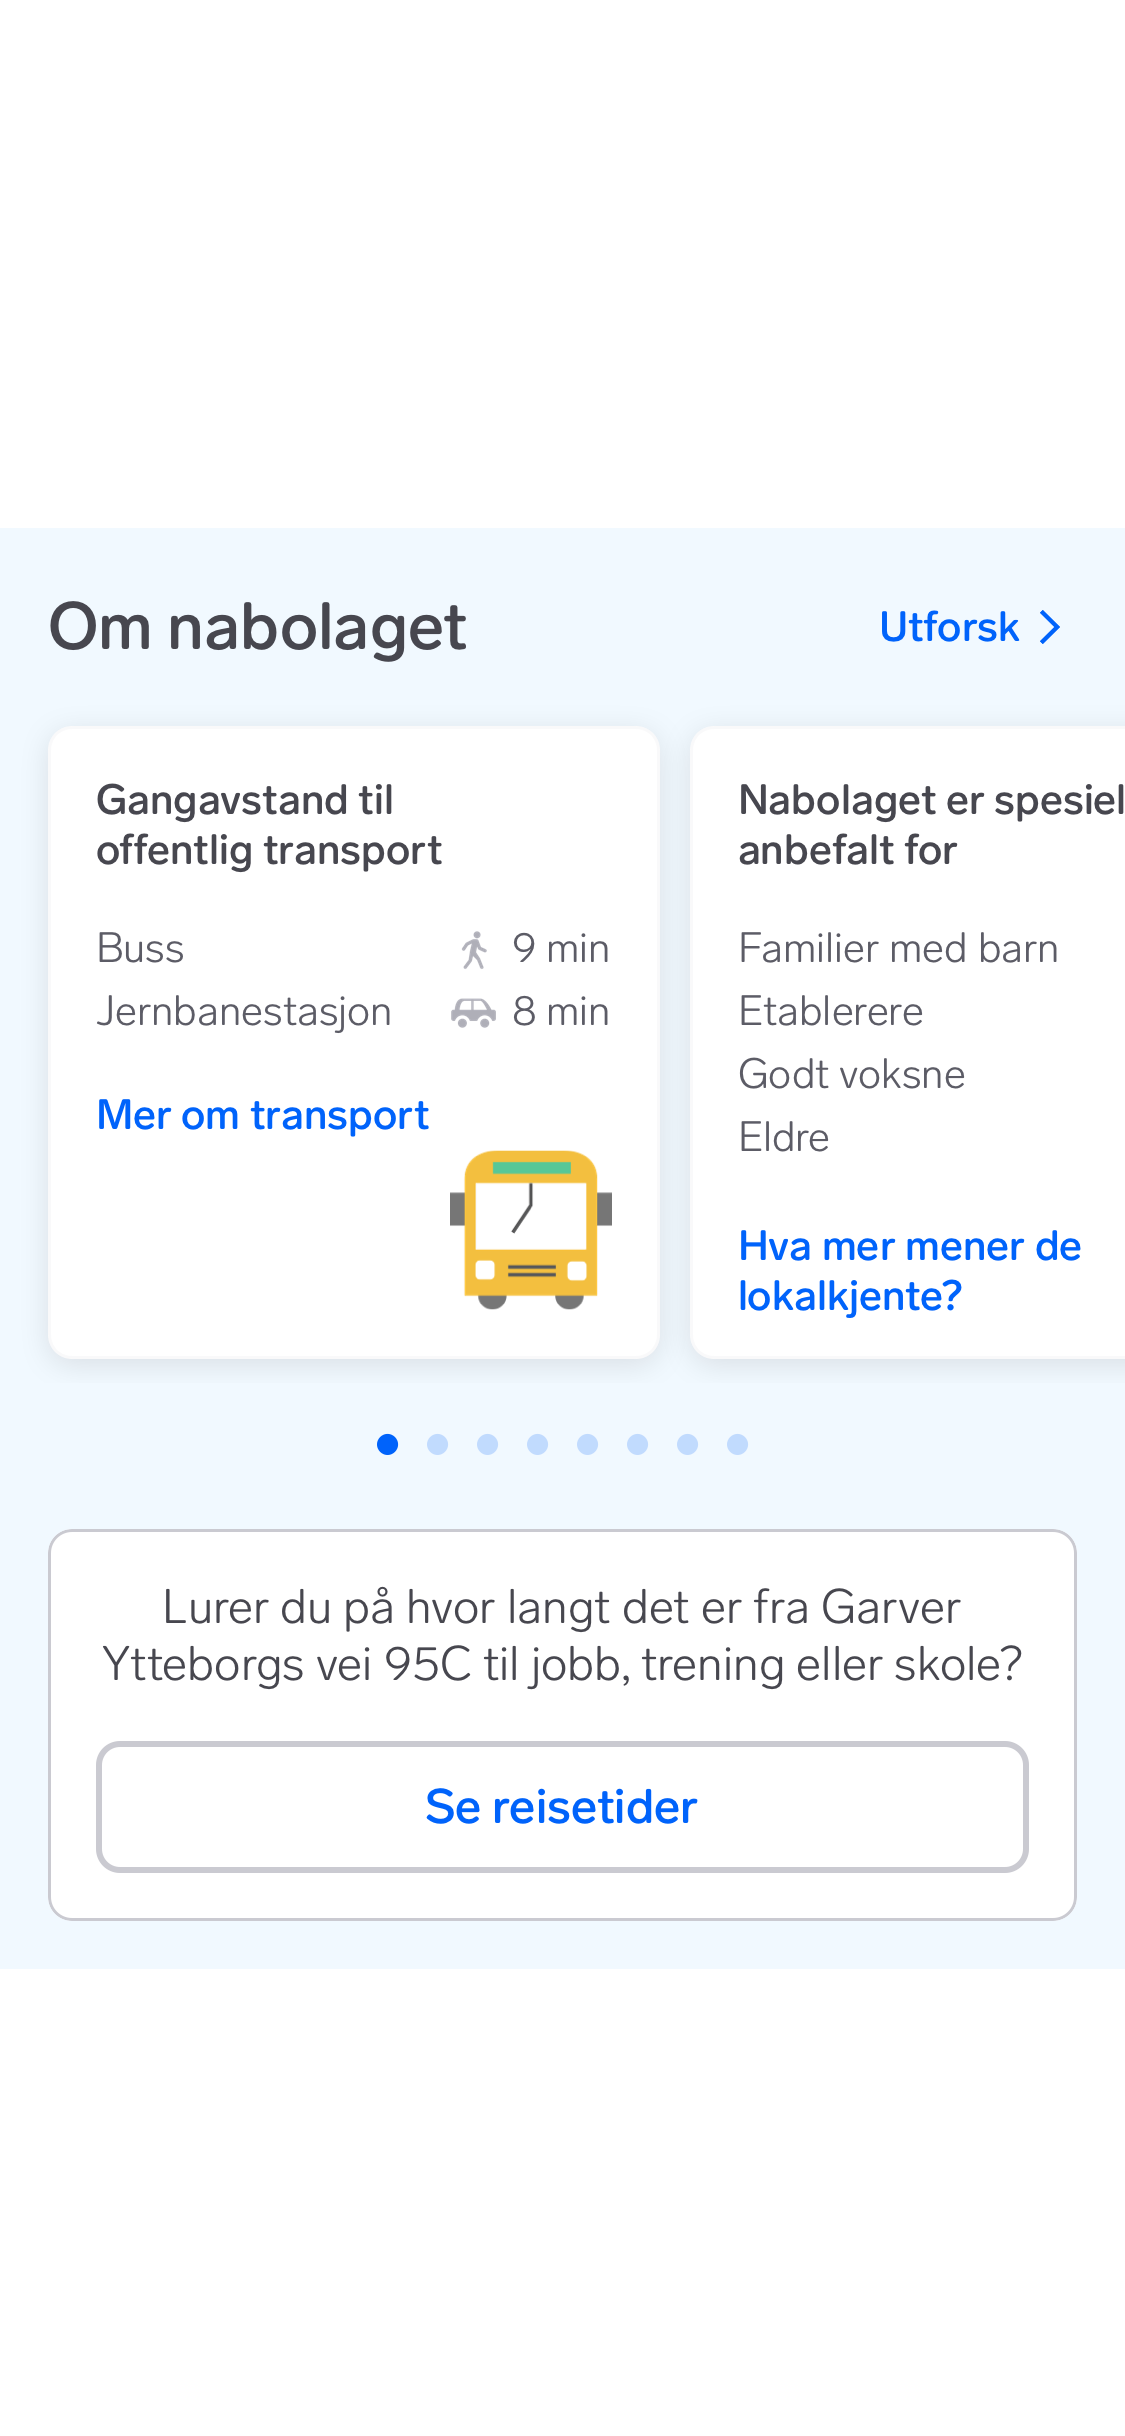 Om nabolaget
Utforsk
Gangavstand til
offentlig transport
Buss 9 min
Jernbanestasjon 8 min
Mer om transport
Nabolaget er
anbefalt for
Familier med barn
Etablerere
Godt voksne
Eldre
Hva mer mener de
lokalkjente?
Lurer du på hvor langt det er fra Garver
Ytteborgs vei 95C til jobb, trening eller skole?
Se reisetider